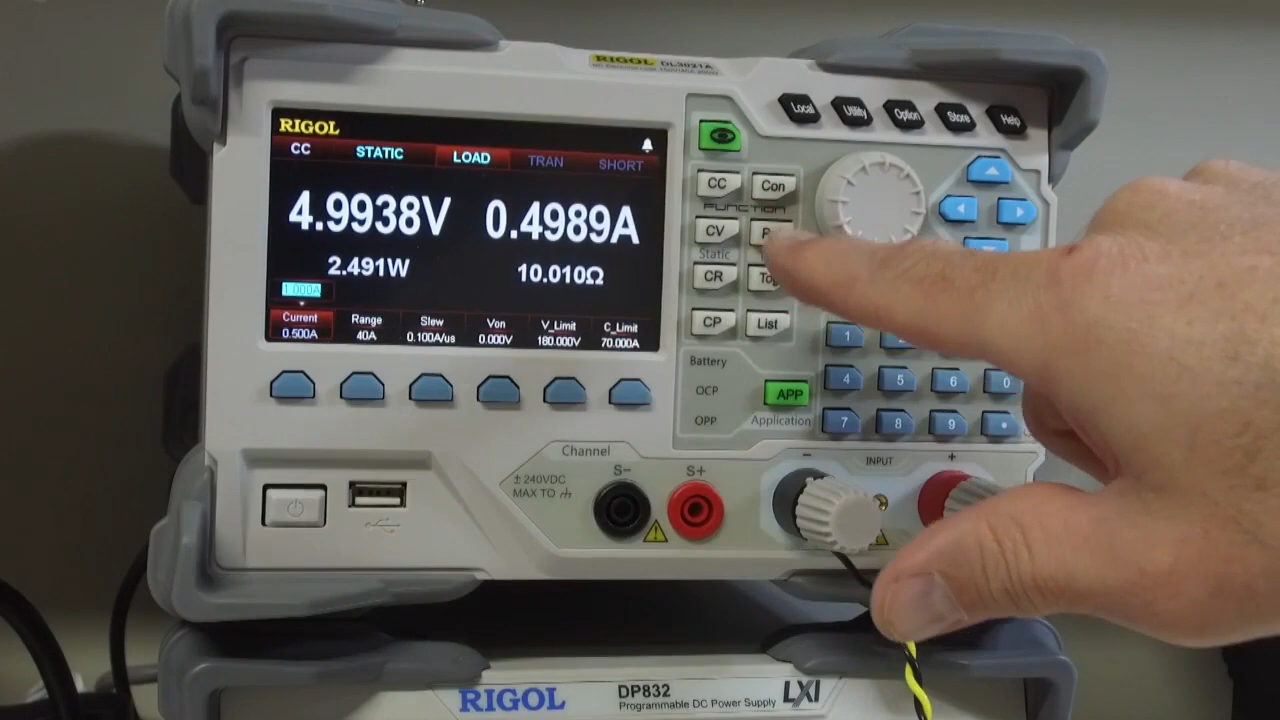 RIGOL DL3021A
Local Utility Option Store Help
RIGOL
CC STATIC LOAD TRAN SHORT
4.9938V 0.4989A
2.491W 10.010Ω
1.000A
Current Range Slew Von V_Limit C_Limit
0.500A 40A 0.100A/us 0.000V 180.000V 70.000A
CC Con
FUNCTION
CV
Static
CR Tog
CP List
Battery
OCP APP
OPP Application
1
4 5 6 0
7 8 9
Channel
± 240VDC
MAX TO
S- S+
- INPUT +
RIGOL DP832 LXI
Programmable DC Power Supply